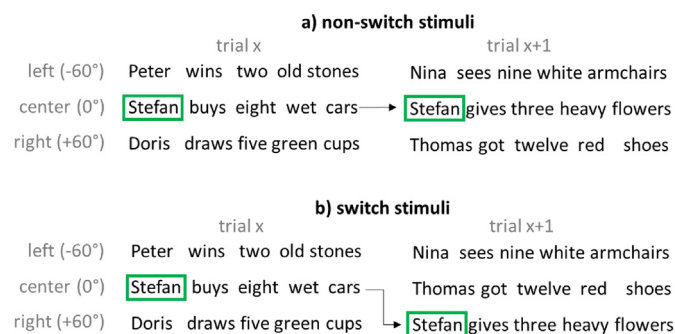 a) non-switch stimuli
trial x trial x+1
left (-60°) Peter wins two old stones Nina sees nine white armchairs
center (0°) Stefan buys eight wet cars Stefan gives three heavy flowers
right (+60°) Doris draws five green cups Thomas got twelve red shoes
b) switch stimuli
trial x trial x+1
left (-60°) Peter wins two old stones Nina sees nine white armchairs
center (0°) Stefan buys eight wet cars Thomas got twelve red shoes
right (+60°) Doris draws five green cups Stefan gives three heavy flowers